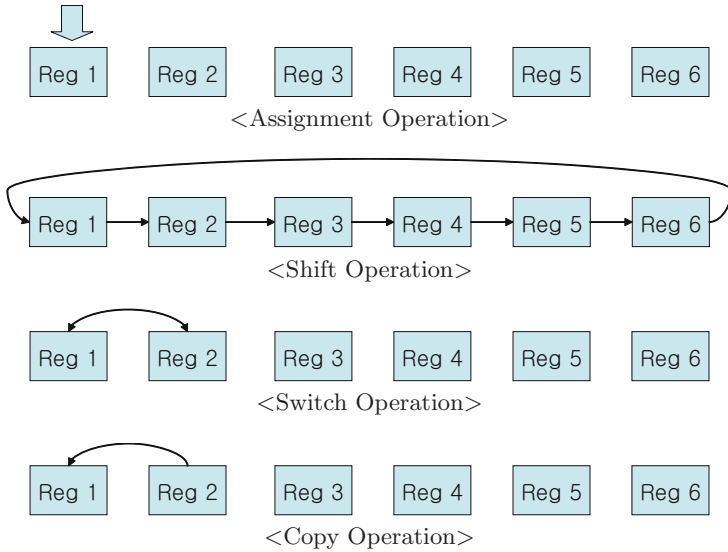 Reg 1 Reg 2 Reg 3 Reg 4 Reg 5 Reg 6
<Assignment Operation>
Reg 1 Reg 2 Reg 3 Reg 4 Reg 5 Reg 6
<Shift Operation>
Reg 1 Reg 2 Reg 3 Reg 4 Reg 5 Reg 6
<Switch Operation>
Reg 1 Reg 2 Reg 3 Reg 4 Reg 5 Reg 6
<Copy Operation>